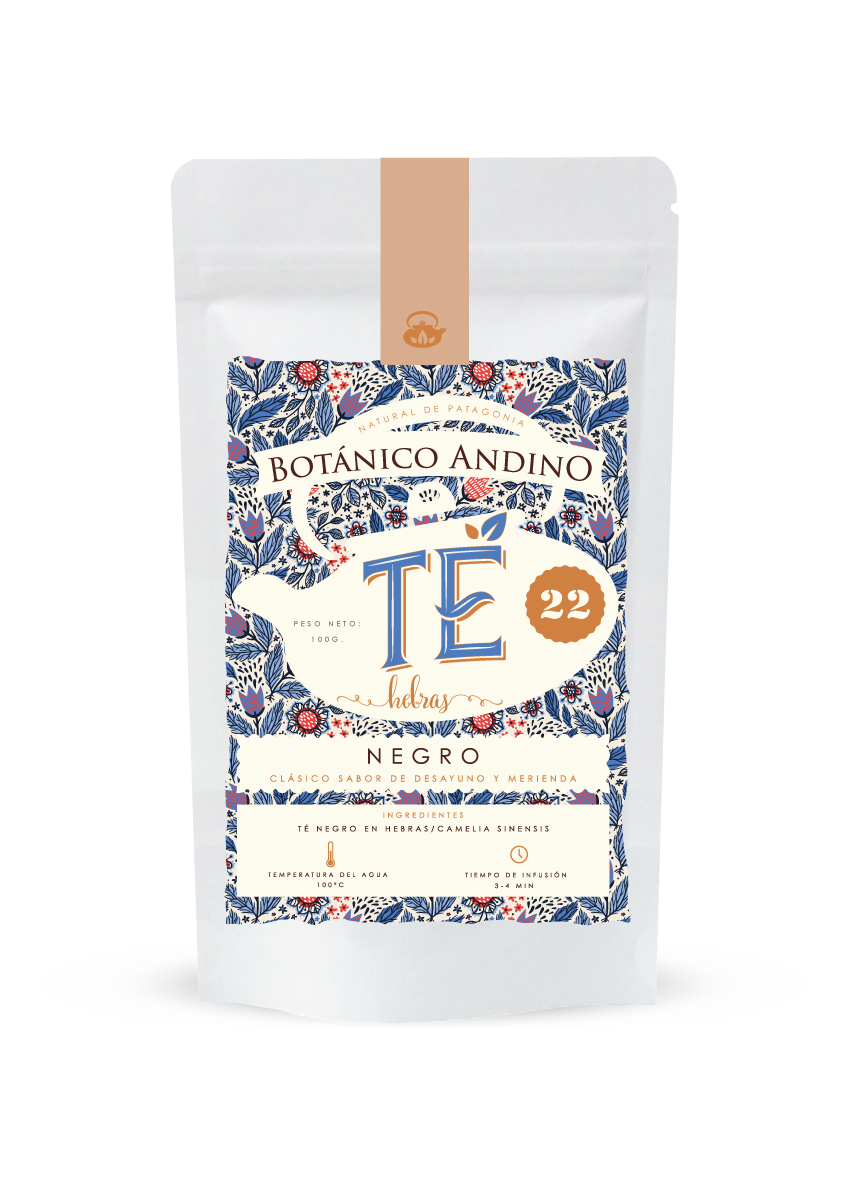 NATURAL DE PATAGONIA
BOTÁNICO ANDINO
TÉ
22
PESO NETO:
100G.
hebras
NEGRO
CLÁSICO SABOR DE DESAYUNO Y MERIENDA
INGREDIENTES
TÉ NEGRO EN HEBRAS/CAMELIA SINENSIS
TEMPERATURA DEL AGUA
100°C
TIEMPO DE INFUSIÓN
3-4 MIN